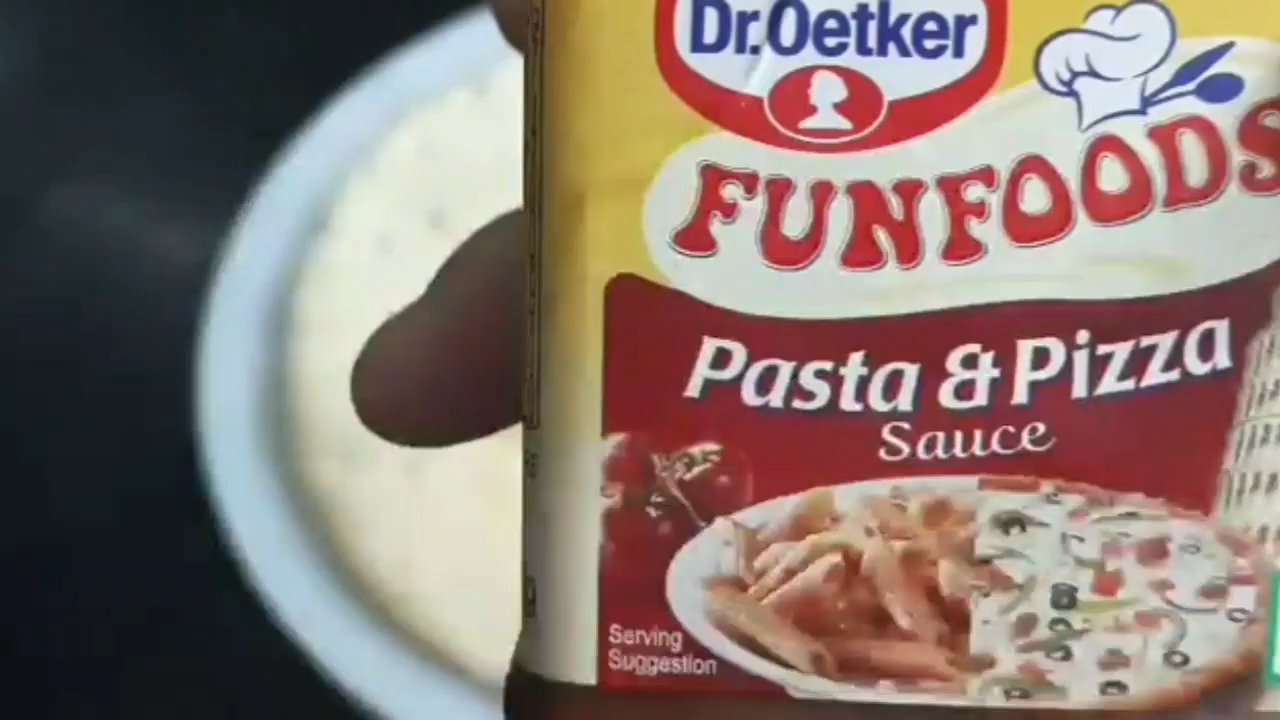 Dr.Oetker
FUNFOODS
Pasta & Pizza
Sauce
Serving
Suggestion